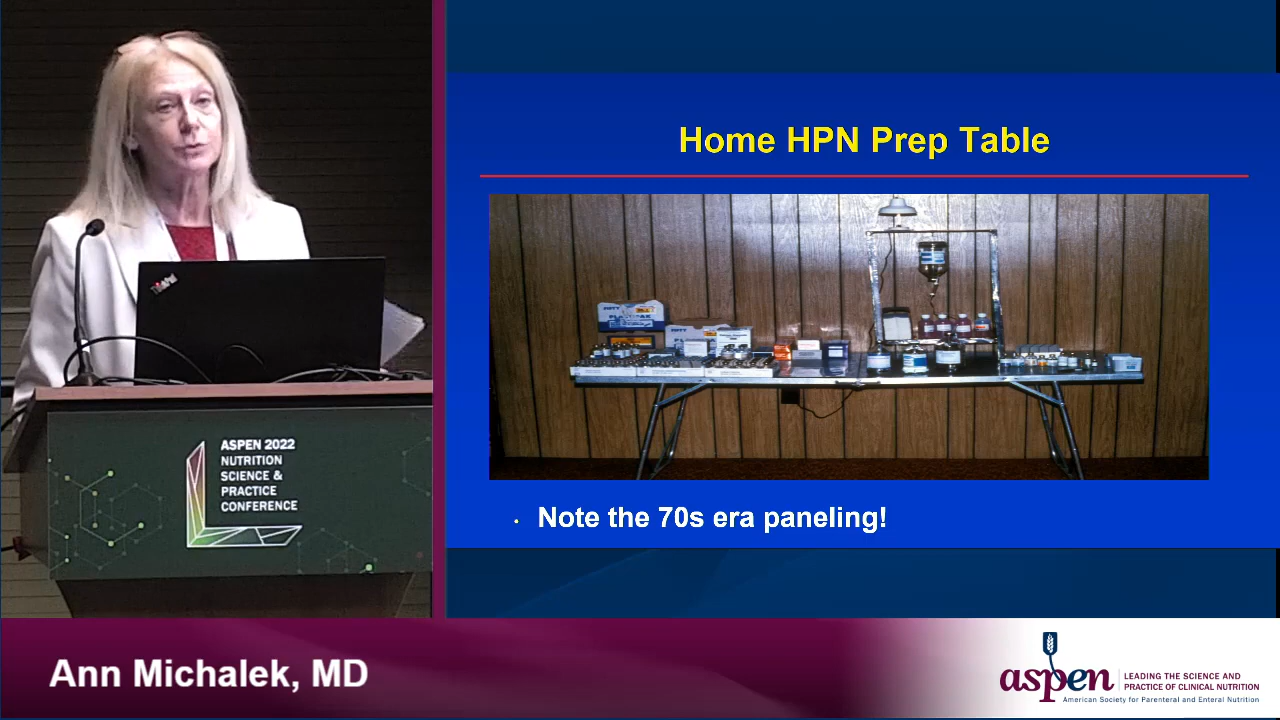 Home HPN Prep Table
• Note the 70s era paneling!
ASPEN 2022
NUTRITION
SCIENCE &
PRACTICE
CONFERENCE
Ann Michalek, MD
aspen
LEADING THE SCIENCE AND
PRACTICE OF CLINICAL NUTRITION
American Society for Parenteral and Enteral Nutrition